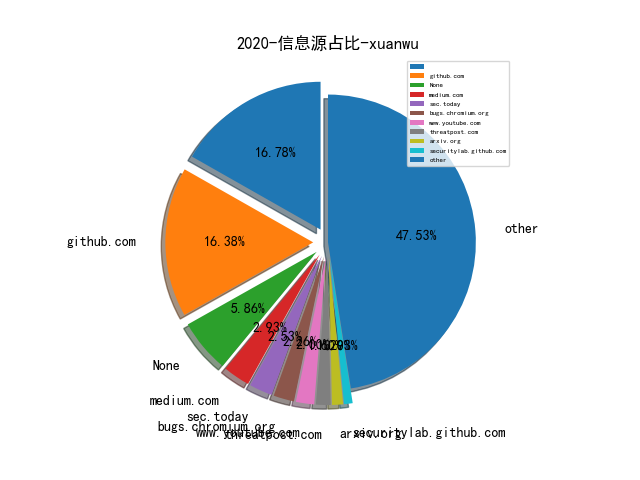 2020-信息源占比-xuanwu
github.com
None
medium.com
sec.today
bugs.chromium.org
www.youtube.com
threatpost.com
arxiv.org
securitylab.github.com
other
16.78%
47.53%
other
github.com
16.38%
5.86%
2.93%
2.53%
None
medium.com
sec.today
bugs.chromium.org
www.youtube.com
threatpost.com
arxiv.org
securitylab.github.com